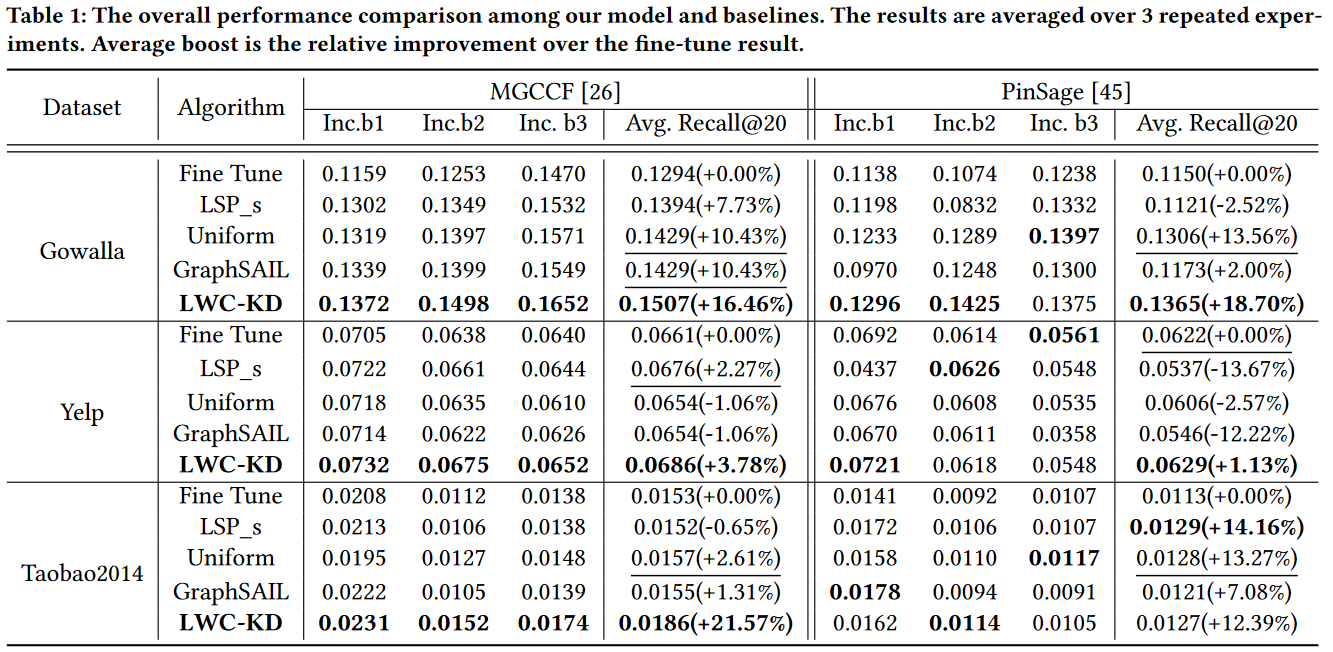 Table 1: The overall performance comparison among our model and baselines. The results are averaged over 3 repeated exper-
iments. Average boost is the relative improvement over the fine-tune result.
Dataset Algorithm MGCCF [26] PinSage [45]
Inc.b1 Inc.b2 Inc. b3 Avg. Recall@20 Inc.b1 Inc.b2 Inc. b3 Avg. Recall@20
Gowalla
Fine Tune 0.1159 0.1253 0.1470 0.1294(+0.00%) 0.1138 0.1074 0.1238 0.1150(+0.00%)
LSP_s 0.1302 0.1349 0.1532 0.1394(+7.73%) 0.1198 0.0832 0.1332 0.1121(-2.52%)
Uniform 0.1319 0.1397 0.1571 0.1429(+10.43%) 0.1233 0.1289 0.1397 0.1306(+13.56%)
GraphSAIL 0.1339 0.1399 0.1549 0.1429(+10.43%) 0.0970 0.1248 0.1300 0.1173(+2.00%)
LWC-KD 0.1372 0.1498 0.1652 0.1507(+16.46%) 0.1296 0.1425 0.1375 0.1365(+18.70%)
Yelp
Fine Tune 0.0705 0.0638 0.0640 0.0661(+0.00%) 0.0692 0.0614 0.0561 0.0622(+0.00%)
LSP_s 0.0722 0.0661 0.0644 0.0676(+2.27%) 0.0437 0.0626 0.0548 0.0537(-13.67%)
Uniform 0.0718 0.0635 0.0610 0.0654(-1.06%) 0.0676 0.0608 0.0535 0.0606(-2.57%)
GraphSAIL 0.0714 0.0622 0.0626 0.0654(-1.06%) 0.0670 0.0611 0.0358 0.0546(-12.22%)
LWC-KD 0.0732 0.0675 0.0652 0.0686(+3.78%) 0.0721 0.0618 0.0548 0.0629(+1.13%)
Taobao2014
Fine Tune 0.0208 0.0112 0.0138 0.0153(+0.00%) 0.0141 0.0092 0.0107 0.0113(+0.00%)
LSP_s 0.0213 0.0106 0.0138 0.0152(-0.65%) 0.0172 0.0106 0.0107 0.0129(+14.16%)
Uniform 0.0195 0.0127 0.0148 0.0157(+2.61%) 0.0158 0.0110 0.0117 0.0128(+13.27%)
GraphSAIL 0.0222 0.0105 0.0139 0.0155(+1.31%) 0.0178 0.0094 0.0091 0.0121(+7.08%)
LWC-KD 0.0231 0.0152 0.0174 0.0186(+21.57%) 0.0162 0.0114 0.0105 0.0127(+12.39%)